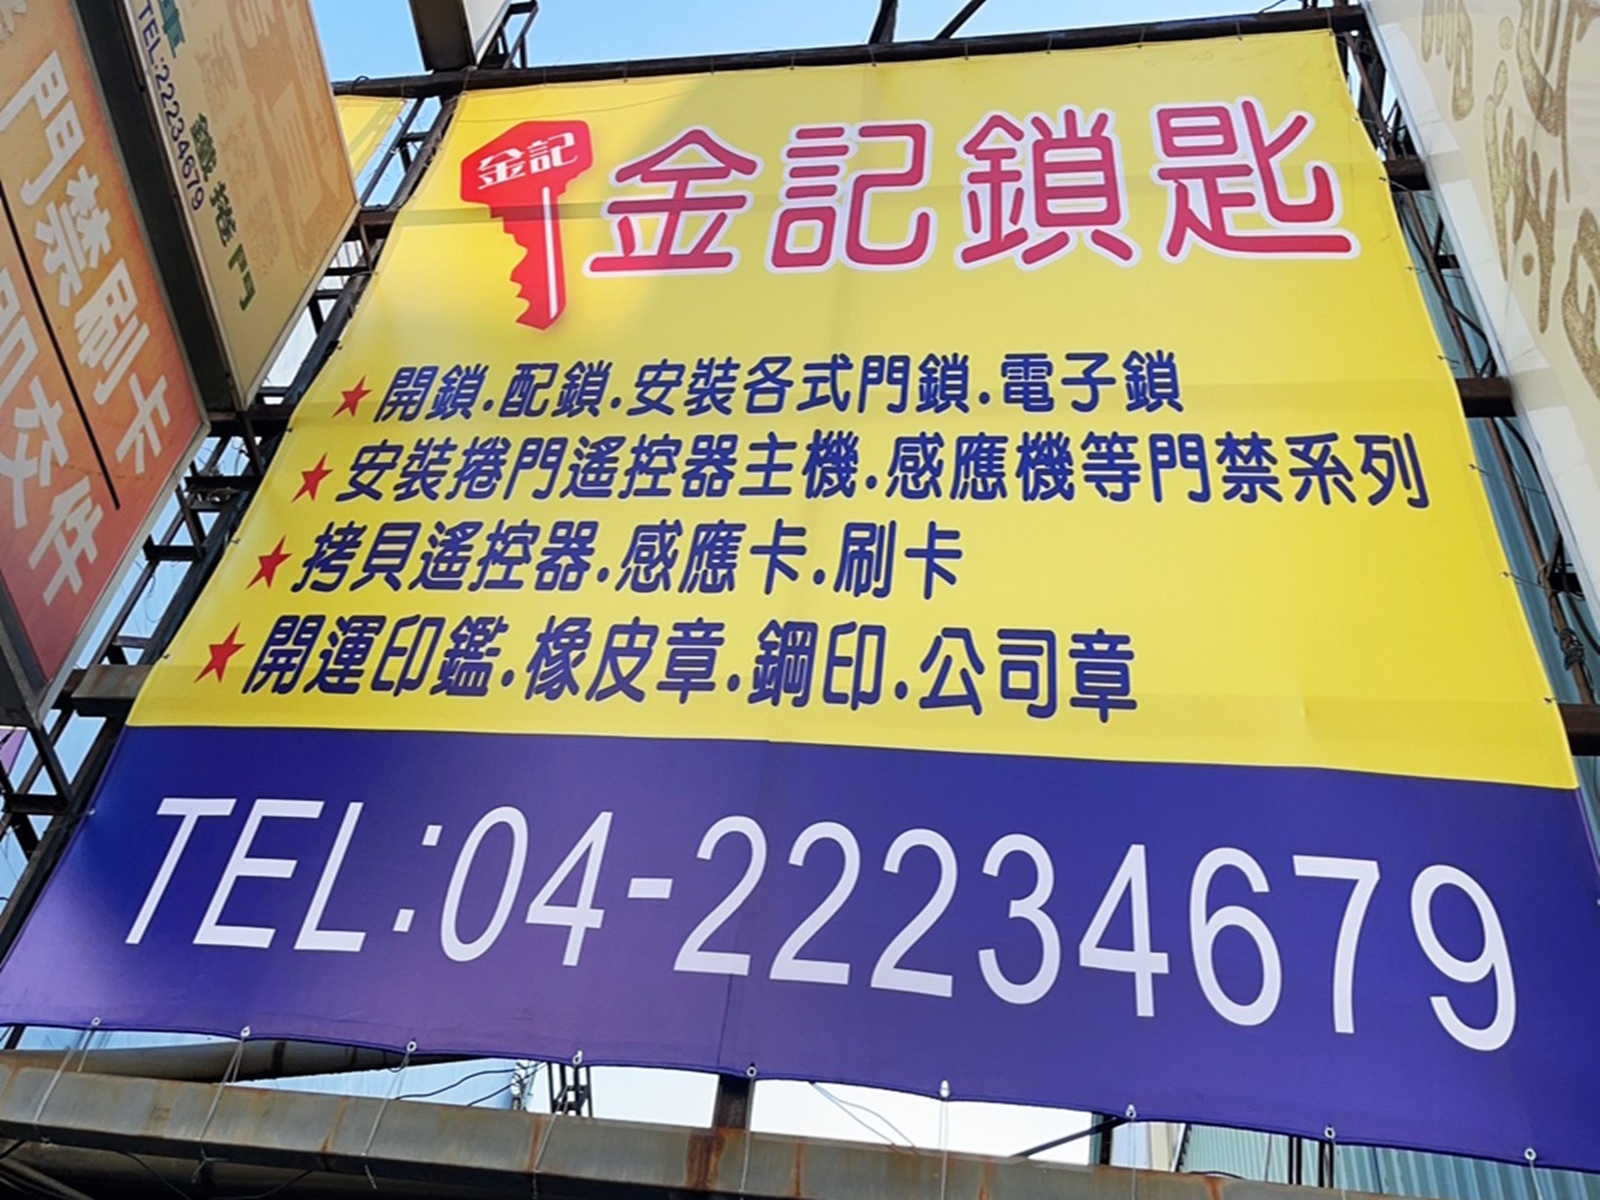 金記
金記鎖匙
★開鎖.配鎖.安裝各式門鎖.電子鎖
★安裝捲門遙控器主機.感應機等門禁系列
★拷貝遙控器.感應卡.刷卡
★開運印鑑.橡皮章.鋼印.公司章
TEL:04-22234679
TEL:22234679
捲門
門禁刷卡